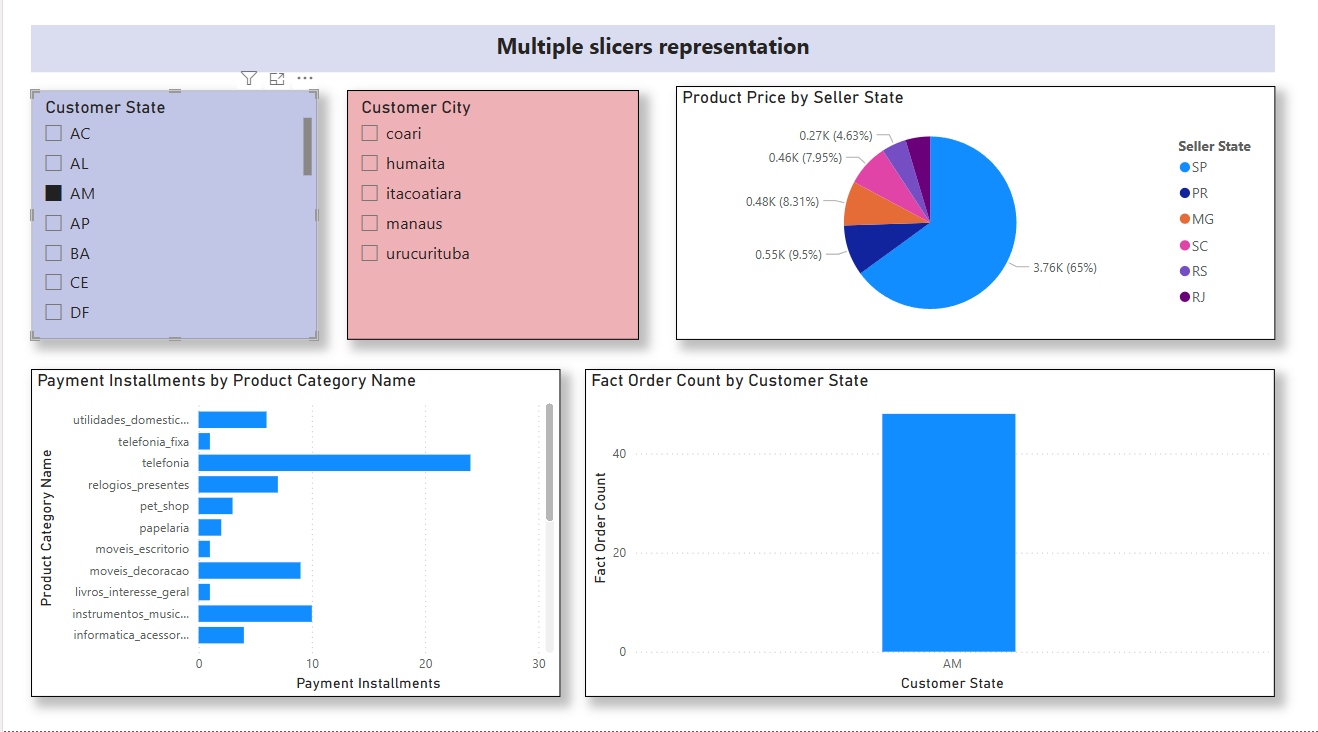 Multiple slicers representation
Customer State
AC
AL
AM
AP
BA
CE
DF
Customer City
coari
humaita
itacoatiara
manaus
urucurituba
Product Price by Seller State
0.27K (4.63%)
0.46K (7.95%)
0.48K (8.31%)
0.55K (9.5%)
3.76K (65%)
Seller State
SP
PR
MG
SC
RS
RJ
Payment Installments by Product Category Name
Product Category Name
utilidades_domestic...
telefonia_fixa
telefonia
relogios_presentes
pet_shop
papelaria
moveis_escritorio
moveis_decoracao
livros_interesse_geral
instrumentos_music...
informatica_acessor...
0 10 20 30
Payment Installments
Fact Order Count by Customer State
Fact Order Count
40
20
0
AM
Customer State